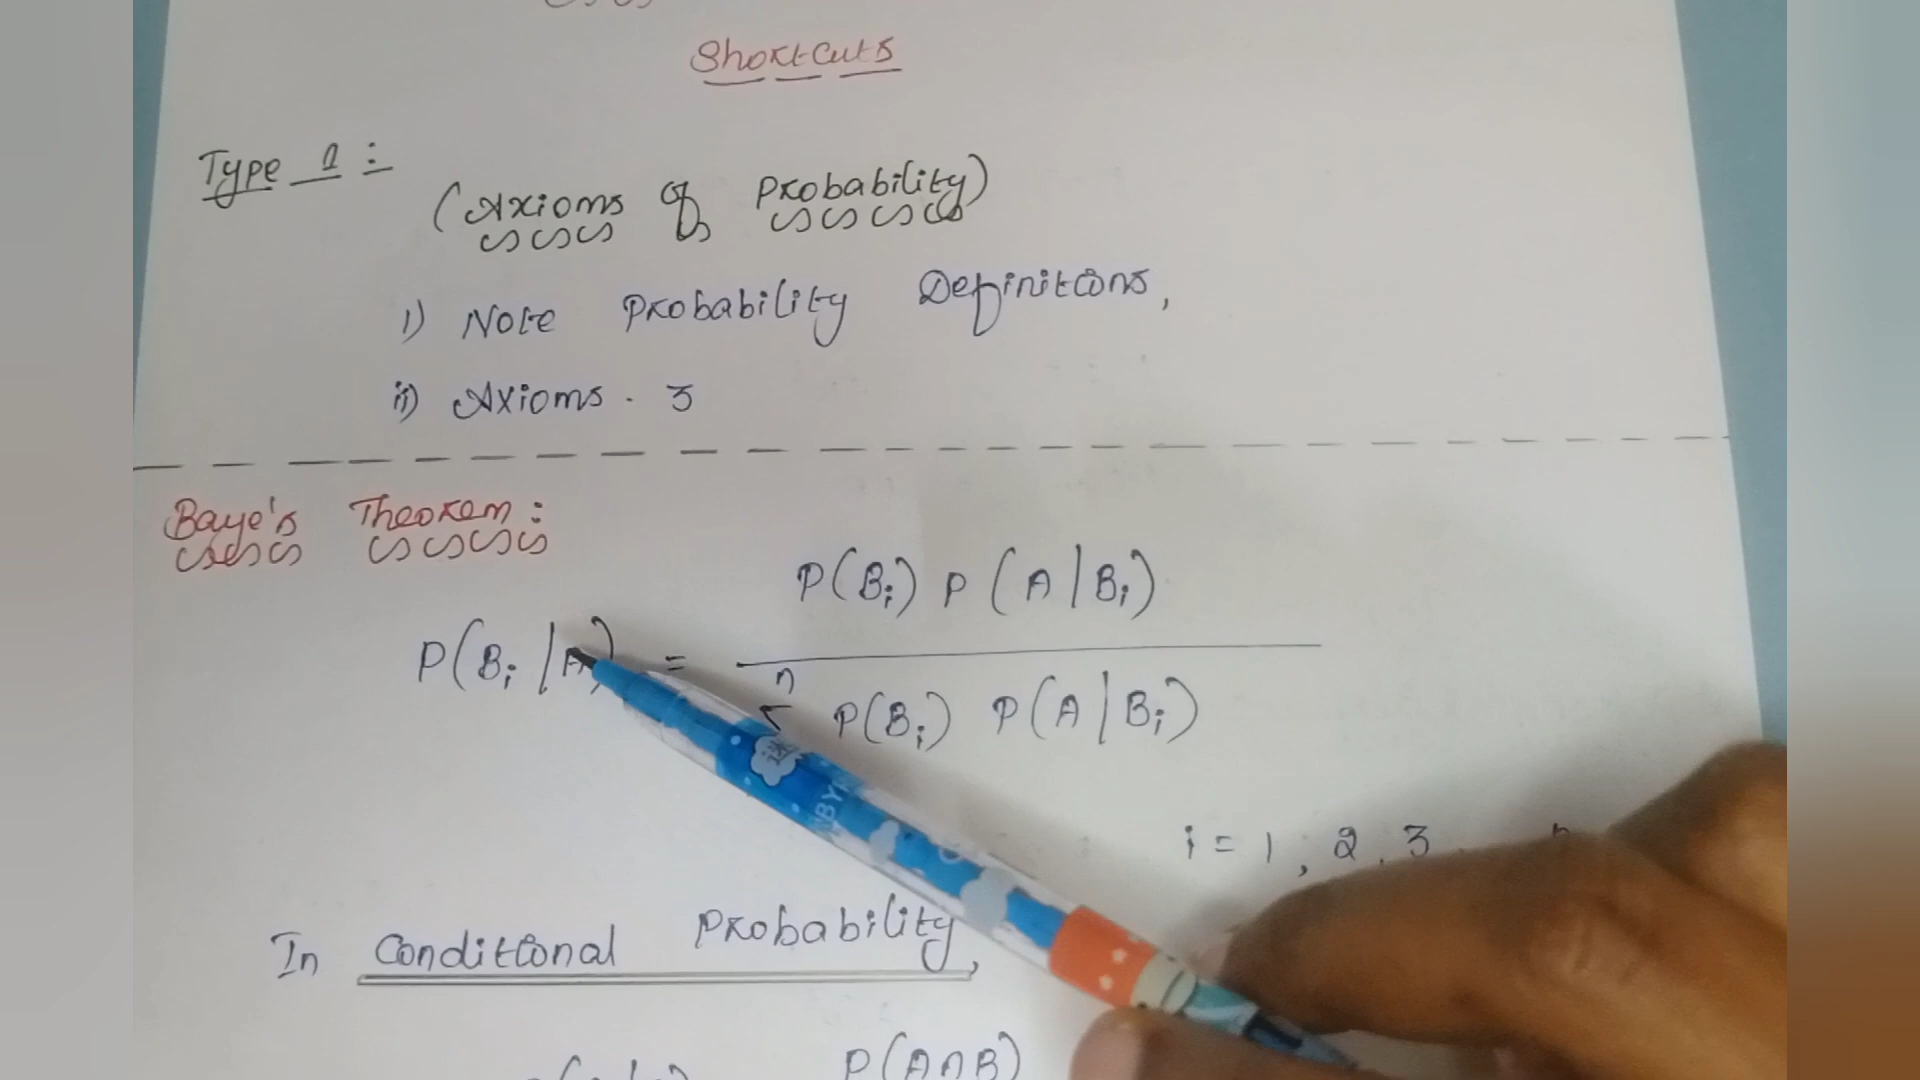 Shortcuts
Type 1:
(Axioms of Probability)
i) Note Probability Definitions,
ii) Axioms . 3
Baye's Theorem:
P(Bi) P(A|Bi)
P(Bi|A) =
n
Σ P(Bi) P(A|Bi)
i = 1, 2, 3
In Conditional Probability,
P(A∩B)